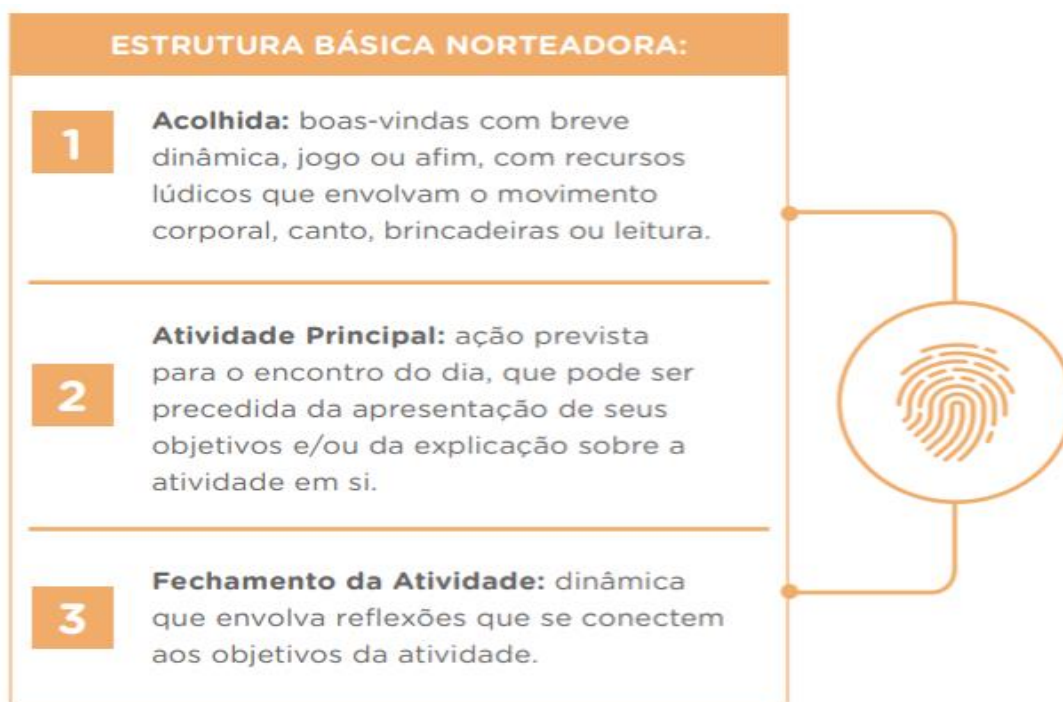 ESTRUTURA BÁSICA NORTEADORA:
1
Acolhida: boas-vindas com breve
dinâmica, jogo ou afim, com recursos
lúdicos que envolvam o movimento
corporal, canto, brincadeiras ou leitura.
2
Atividade Principal: ação prevista
para o encontro do dia, que pode ser
precedida da apresentação de seus
objetivos e/ou da explicação sobre a
atividade em si.
3
Fechamento da Atividade: dinâmica
que envolva reflexões que se conectem
aos objetivos da atividade.